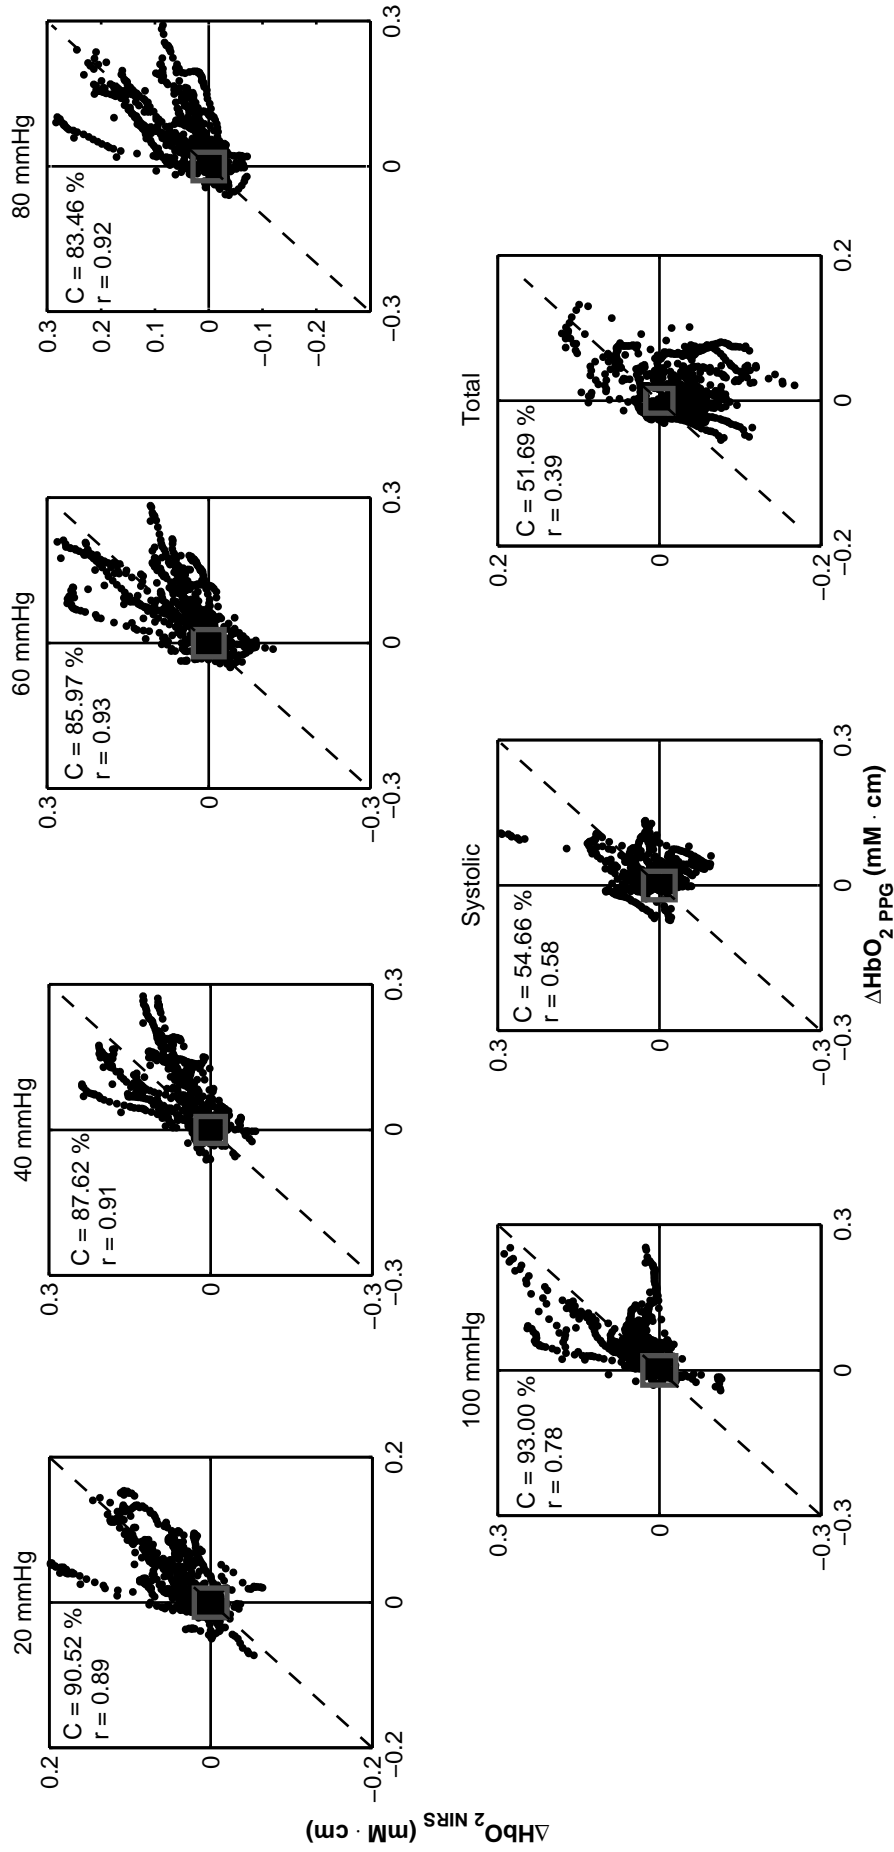 20 mmHg
C = 90.52 %
r = 0.89
0.2
0
−0.2
−0.2
0
0.2
40 mmHg
C = 87.62 %
r = 0.91
0.3
0
−0.3
−0.3
0
0.3
60 mmHg
C = 85.97 %
r = 0.93
0.3
0
−0.3
−0.3
0
0.3
80 mmHg
C = 83.46 %
r = 0.92
0.3
0.2
0.1
0
−0.1
−0.2
−0.3
0
0.3
ΔHbO2 NIRS (mM · cm)
100 mmHg
C = 93.00 %
r = 0.78
0.3
0
−0.3
−0.3
0
0.3
Systolic
C = 54.66 %
r = 0.58
0.3
0
−0.3
−0.3
0
0.3
Total
C = 51.69 %
r = 0.39
0.2
0
−0.2
−0.2
0
0.2
ΔHbO2 PPG (mM · cm)